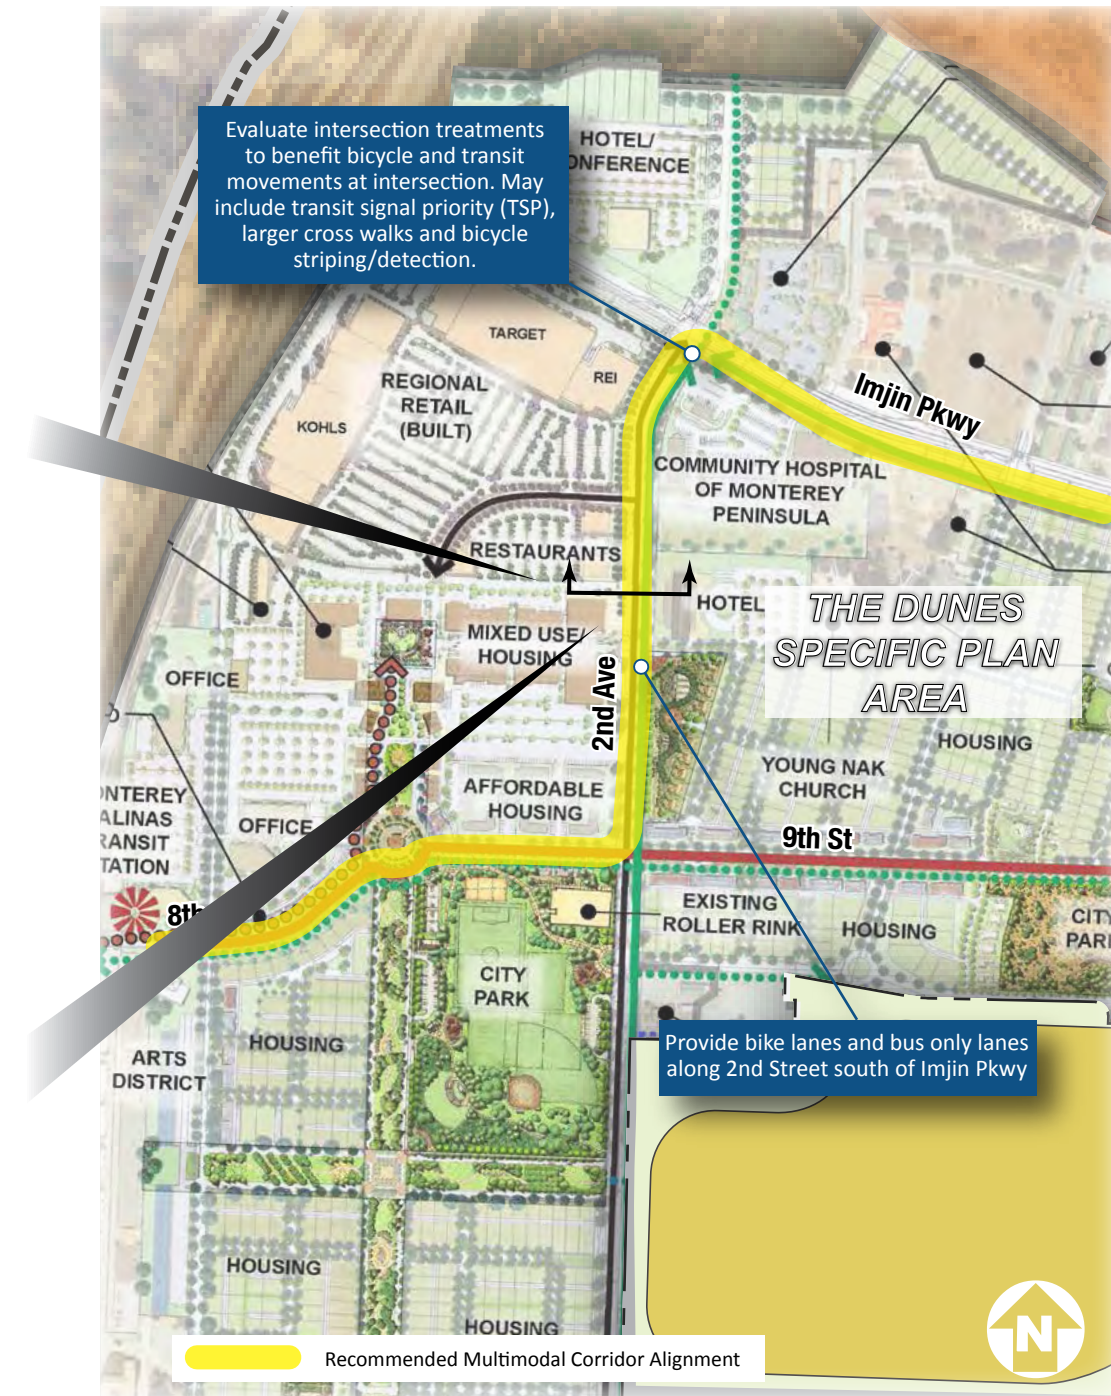 Evaluate intersection treatments
to benefit bicycle and transit
movements at intersection. May
include transit signal priority (TSP),
larger cross walks and bicycle
striping/detection.
HOTEL/
ONFERENCE
TARGET
REI
REGIONAL
RETAIL
(BUILT)
KOHLS
Imjin Pkwy
COMMUNITY HOSPITAL
OF MONTEREY
PENINSULA
RESTAURANTS
HOTEL
THE DUNES
SPECIFIC PLAN
AREA
MIXED USE/
HOUSING
OFFICE
2nd Ave
HOUSING
YOUNG NAK
CHURCH
AFFORDABLE
HOUSING
ONTEREY
ALINAS
RANSIT
TATION
OFFICE
9th St
8th
EXISTING
ROLLER RINK
HOUSING
CITY
PARK
CITY
PARK
Provide bike lanes and bus only lanes
along 2nd Street south of Imjin Pkwy
HOUSING
ARTS
DISTRICT
HOUSING
HOUSING
N
Recommended Multimodal Corridor Alignment